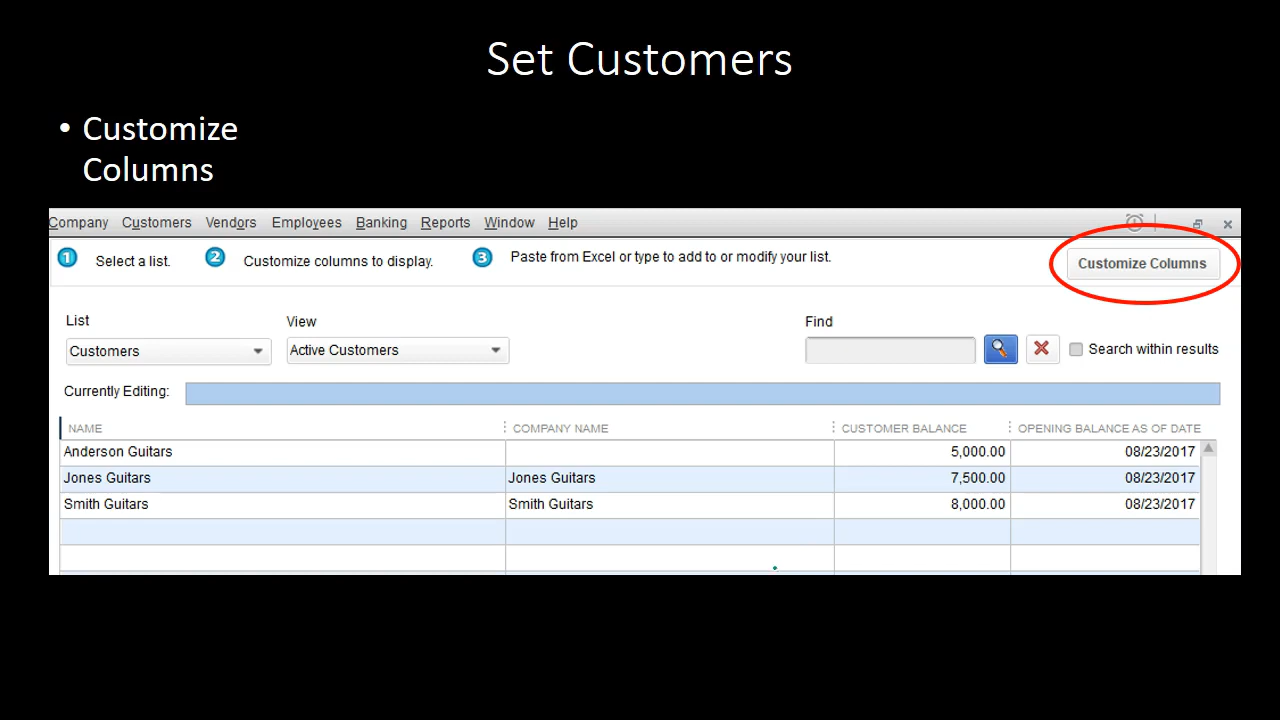 Set Customers
• Customize
Columns
Company Customers Vendors Employees Banking Reports Window Help
1 Select a list. 2 Customize columns to display. 3 Paste from Excel or type to add to or modify your list. Customize Columns
List View Find
Customers Active Customers Search within results
Currently Editing:
NAME COMPANY NAME CUSTOMER BALANCE OPENING BALANCE AS OF DATE
Anderson Guitars 5,000.00 08/23/2017
Jones Guitars Jones Guitars 7,500.00 08/23/2017
Smith Guitars Smith Guitars 8,000.00 08/23/2017